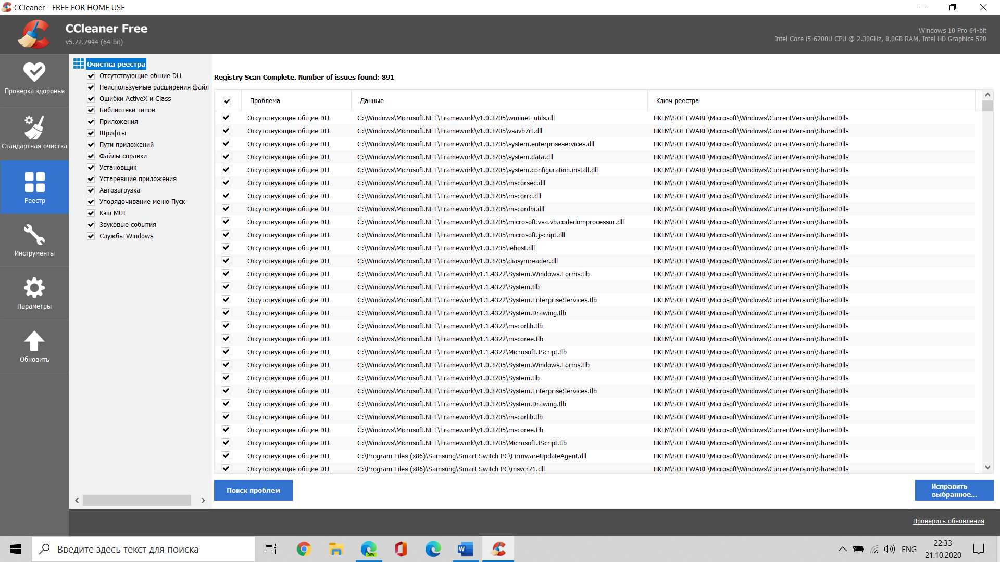 CCleaner - FREE FOR HOME USE
CCleaner Free
v5.72.7994 (64-bit)
Windows 10 Pro 64-bit
Intel Core i5-6200U CPU @ 2.30GHz, 8,0GB RAM, Intel HD Graphics 520
Проверка здоровья
Стандартная очистка
Реестр
Инструменты
Параметры
Обновить
Очистка реестра
Отсутствующие общие DLL
Неиспользуемые расширения файл
Ошибки ActiveX и Class
Библиотеки типов
Приложения
Шрифты
Пути приложений
Файлы справки
Установщик
Устаревшие приложения
Автозагрузка
Упорядочивание меню Пуск
Кэш MUI
Звуковые события
Службы Windows
Registry Scan Complete. Number of issues found: 891
Проблема Данные Ключ реестра
Отсутствующие общие DLL C:\Windows\Microsoft.NET\Framework\v1.0.3705\wminet_utils.dll HKLM\SOFTWARE\Microsoft\Windows\CurrentVersion\SharedDlls
Отсутствующие общие DLL C:\Windows\Microsoft.NET\Framework\v1.0.3705\vsavb7rt.dll HKLM\SOFTWARE\Microsoft\Windows\CurrentVersion\SharedDlls
Отсутствующие общие DLL C:\Windows\Microsoft.NET\Framework\v1.0.3705\system.enterpriseservices.dll HKLM\SOFTWARE\Microsoft\Windows\CurrentVersion\SharedDlls
Отсутствующие общие DLL C:\Windows\Microsoft.NET\Framework\v1.0.3705\system.data.dll HKLM\SOFTWARE\Microsoft\Windows\CurrentVersion\SharedDlls
Отсутствующие общие DLL C:\Windows\Microsoft.NET\Framework\v1.0.3705\system.configuration.install.dll HKLM\SOFTWARE\Microsoft\Windows\CurrentVersion\SharedDlls
Отсутствующие общие DLL C:\Windows\Microsoft.NET\Framework\v1.0.3705\mscorsec.dll HKLM\SOFTWARE\Microsoft\Windows\CurrentVersion\SharedDlls
Отсутствующие общие DLL C:\Windows\Microsoft.NET\Framework\v1.0.3705\mscorrc.dll HKLM\SOFTWARE\Microsoft\Windows\CurrentVersion\SharedDlls
Отсутствующие общие DLL C:\Windows\Microsoft.NET\Framework\v1.0.3705\mscordbi.dll HKLM\SOFTWARE\Microsoft\Windows\CurrentVersion\SharedDlls
Отсутствующие общие DLL C:\Windows\Microsoft.NET\Framework\v1.0.3705\microsoft.vsa.vb.codedomprocessor.dll HKLM\SOFTWARE\Microsoft\Windows\CurrentVersion\SharedDlls
Отсутствующие общие DLL C:\Windows\Microsoft.NET\Framework\v1.0.3705\microsoft.jscript.dll HKLM\SOFTWARE\Microsoft\Windows\CurrentVersion\SharedDlls
Отсутствующие общие DLL C:\Windows\Microsoft.NET\Framework\v1.0.3705\iehost.dll HKLM\SOFTWARE\Microsoft\Windows\CurrentVersion\SharedDlls
Отсутствующие общие DLL C:\Windows\Microsoft.NET\Framework\v1.0.3705\diasymreader.dll HKLM\SOFTWARE\Microsoft\Windows\CurrentVersion\SharedDlls
Отсутствующие общие DLL C:\Windows\Microsoft.NET\Framework\v1.1.4322\System.Windows.Forms.tlb HKLM\SOFTWARE\Microsoft\Windows\CurrentVersion\SharedDlls
Отсутствующие общие DLL C:\Windows\Microsoft.NET\Framework\v1.1.4322\System.tlb HKLM\SOFTWARE\Microsoft\Windows\CurrentVersion\SharedDlls
Отсутствующие общие DLL C:\Windows\Microsoft.NET\Framework\v1.1.4322\System.EnterpriseServices.tlb HKLM\SOFTWARE\Microsoft\Windows\CurrentVersion\SharedDlls
Отсутствующие общие DLL C:\Windows\Microsoft.NET\Framework\v1.1.4322\System.Drawing.tlb HKLM\SOFTWARE\Microsoft\Windows\CurrentVersion\SharedDlls
Отсутствующие общие DLL C:\Windows\Microsoft.NET\Framework\v1.1.4322\mscorlib.tlb HKLM\SOFTWARE\Microsoft\Windows\CurrentVersion\SharedDlls
Отсутствующие общие DLL C:\Windows\Microsoft.NET\Framework\v1.1.4322\mscoree.tlb HKLM\SOFTWARE\Microsoft\Windows\CurrentVersion\SharedDlls
Отсутствующие общие DLL C:\Windows\Microsoft.NET\Framework\v1.1.4322\Microsoft.JScript.tlb HKLM\SOFTWARE\Microsoft\Windows\CurrentVersion\SharedDlls
Отсутствующие общие DLL C:\Windows\Microsoft.NET\Framework\v1.0.3705\System.Windows.Forms.tlb HKLM\SOFTWARE\Microsoft\Windows\CurrentVersion\SharedDlls
Отсутствующие общие DLL C:\Windows\Microsoft.NET\Framework\v1.0.3705\System.tlb HKLM\SOFTWARE\Microsoft\Windows\CurrentVersion\SharedDlls
Отсутствующие общие DLL C:\Windows\Microsoft.NET\Framework\v1.0.3705\System.EnterpriseServices.tlb HKLM\SOFTWARE\Microsoft\Windows\CurrentVersion\SharedDlls
Отсутствующие общие DLL C:\Windows\Microsoft.NET\Framework\v1.0.3705\System.Drawing.tlb HKLM\SOFTWARE\Microsoft\Windows\CurrentVersion\SharedDlls
Отсутствующие общие DLL C:\Windows\Microsoft.NET\Framework\v1.0.3705\mscorlib.tlb HKLM\SOFTWARE\Microsoft\Windows\CurrentVersion\SharedDlls
Отсутствующие общие DLL C:\Windows\Microsoft.NET\Framework\v1.0.3705\mscoree.tlb HKLM\SOFTWARE\Microsoft\Windows\CurrentVersion\SharedDlls
Отсутствующие общие DLL C:\Windows\Microsoft.NET\Framework\v1.0.3705\Microsoft.JScript.tlb HKLM\SOFTWARE\Microsoft\Windows\CurrentVersion\SharedDlls
Отсутствующие общие DLL C:\Program Files (x86)\Samsung\Smart Switch PC\FirmwareUpdateAgent.dll HKLM\SOFTWARE\Microsoft\Windows\CurrentVersion\SharedDlls
Отсутствующие общие DLL C:\Program Files (x86)\Samsung\Smart Switch PC\msvcr71.dll HKLM\SOFTWARE\Microsoft\Windows\CurrentVersion\SharedDlls
Поиск проблем
Исправить
выбранное...
Проверить обновления
Введите здесь текст для поиска
DEV
W
ENG
22:33
21.10.2020